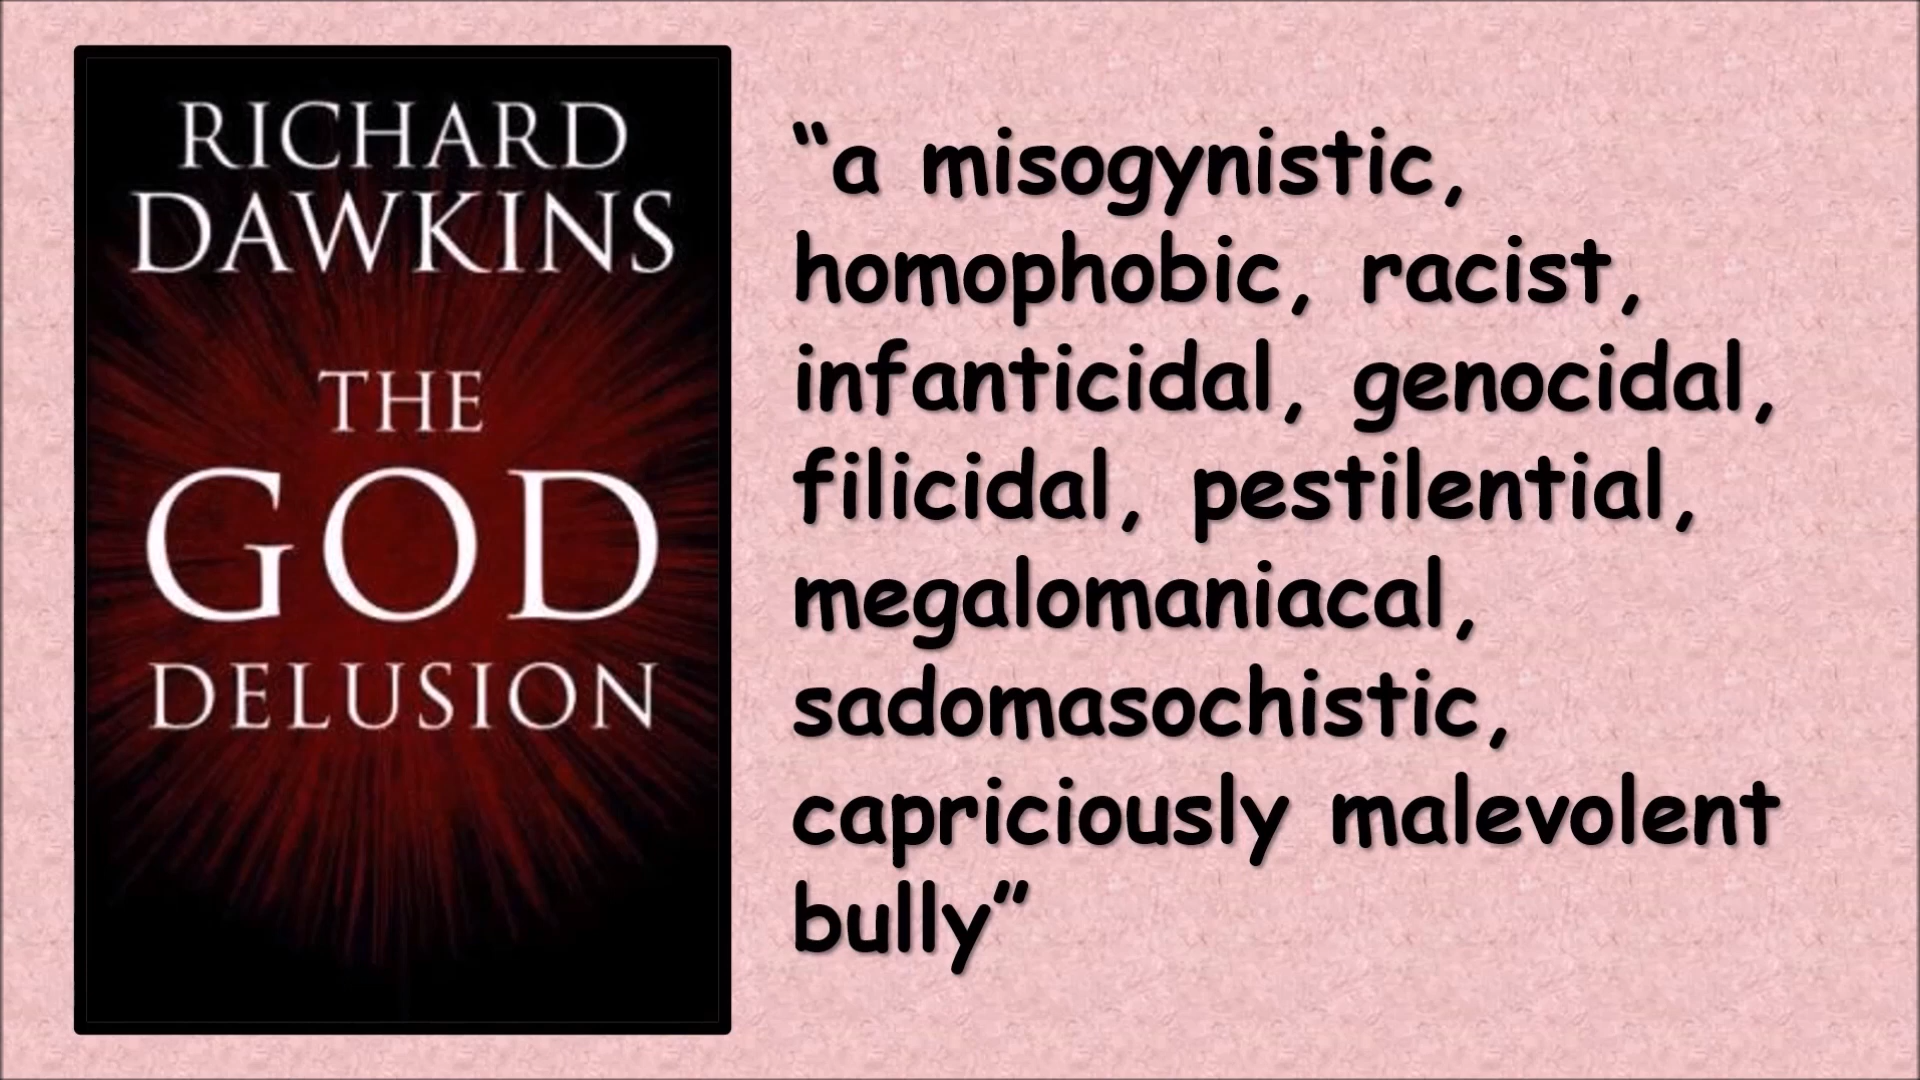 RICHARD
DAWKINS
THE
GOD
DELUSION
“a misogynistic,
homophobic, racist,
infanticidal, genocidal,
filicidal, pestilential,
megalomaniacal,
sadomasochistic,
capriciously malevolent
bully”